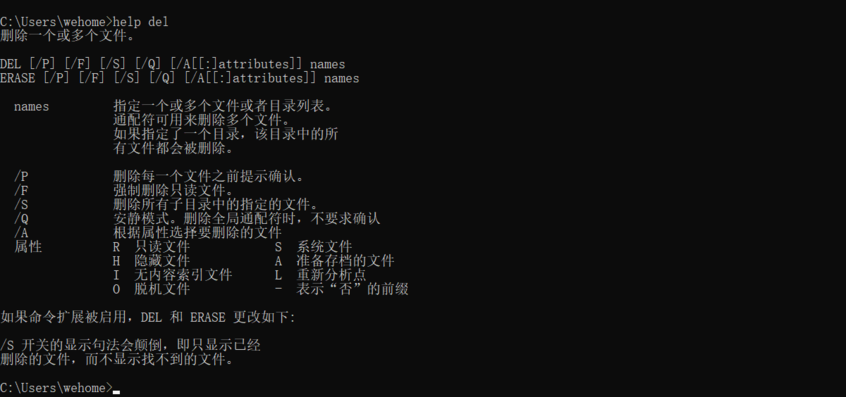 C:\Users\wehome>help del
删除一个或多个文件。
DEL [/P] [/F] [/S] [/Q] [/A[[:]attributes]] names
ERASE [/P] [/F] [/S] [/Q] [/A[[:]attributes]] names
names 指定一个或多个文件或者目录列表。
通配符可用来删除多个文件。
如果指定了一个目录，该目录中的所
有文件都会被删除。
/P 删除每一个文件之前提示确认。
/F 强制删除只读文件。
/S 删除所有子目录中的指定的文件。
/Q 安静模式。删除全局通配符时，不要求确认
/A 根据属性选择要删除的文件
属性 R 只读文件 S 系统文件
H 隐藏文件 A 准备存档的文件
I 无内容索引文件 L 重新分析点
O 脱机文件 - 表示“否”的前缀
如果命令扩展被启用，DEL 和 ERASE 更改如下:
/S 开关的显示句法会颠倒，即只显示已经
删除的文件，而不显示找不到的文件。
C:\Users\wehome>